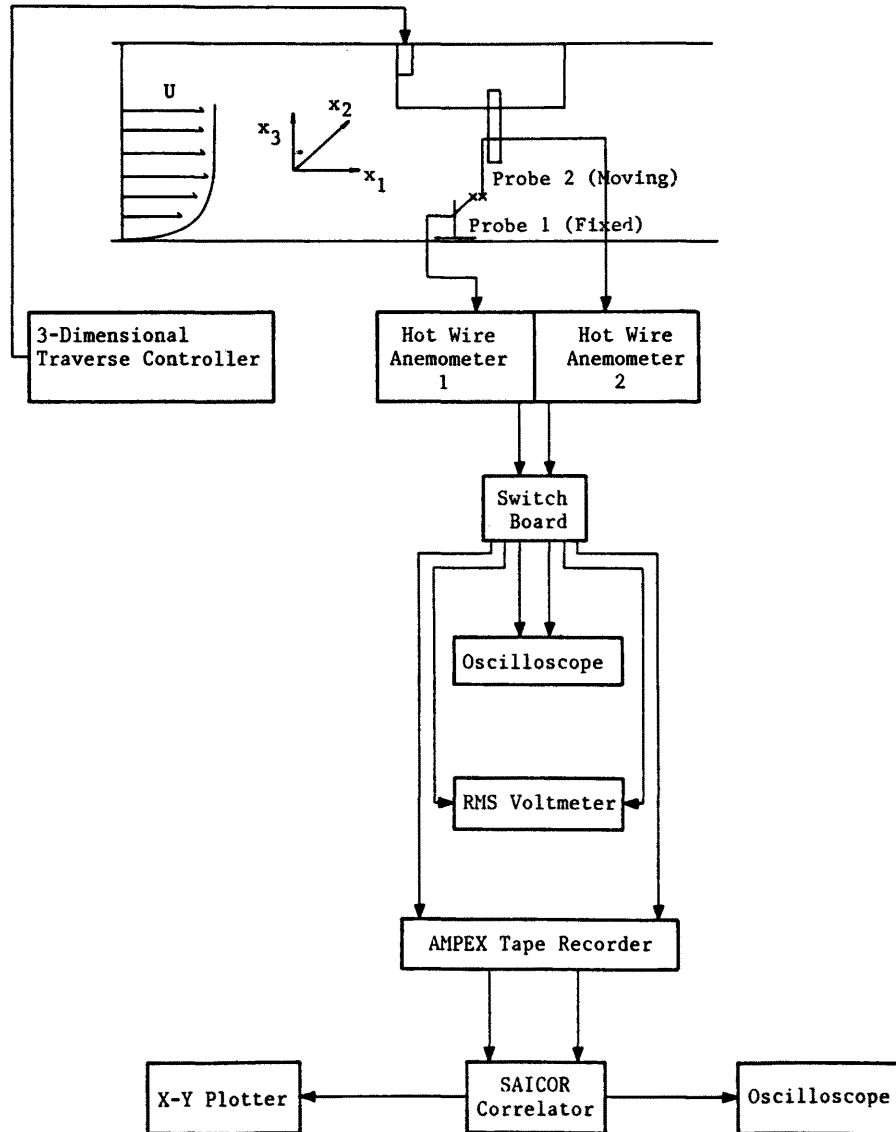 U
x2
x3
x1
Probe 2 (Moving)
Probe 1 (Fixed)
3-Dimensional
Traverse Controller
Hot Wire
Anemometer
1
Hot Wire
Anemometer
2
Switch
Board
Oscilloscope
RMS Voltmeter
AMPEX Tape Recorder
X-Y Plotter
SAICOR
Correlator
Oscilloscope